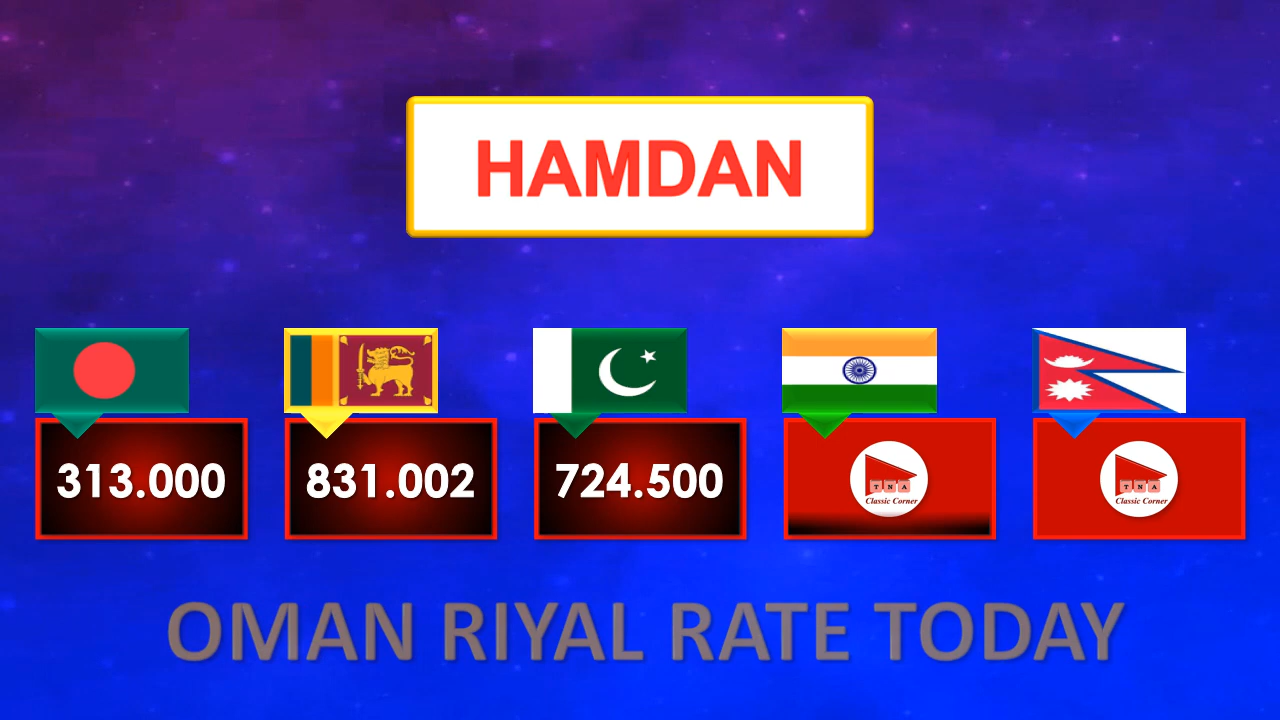 HAMDAN
313.000
831.002
724.500
TNA
Classic Corner
TNA
Classic Corner
OMAN RIYAL RATE TODAY